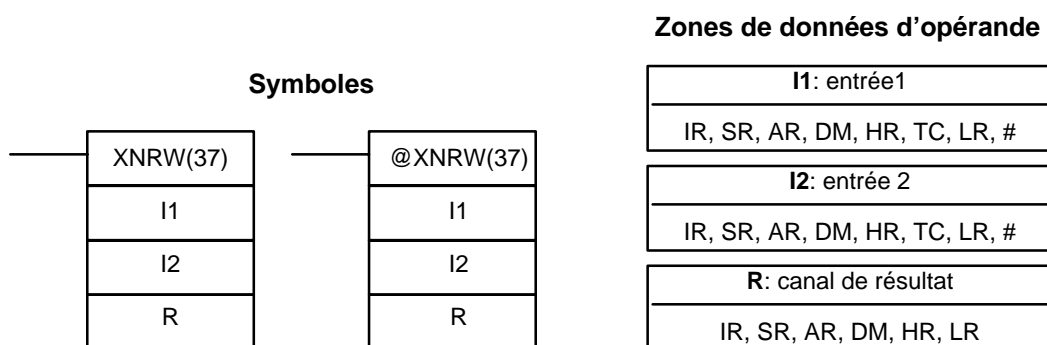 Zones de données d’opérande
Symboles
XNRW(37)
I1
I2
R
@XNRW(37)
I1
I2
R
I1: entrée1
IR, SR, AR, DM, HR, TC, LR, #
I2: entrée 2
IR, SR, AR, DM, HR, TC, LR, #
R: canal de résultat
IR, SR, AR, DM, HR, LR